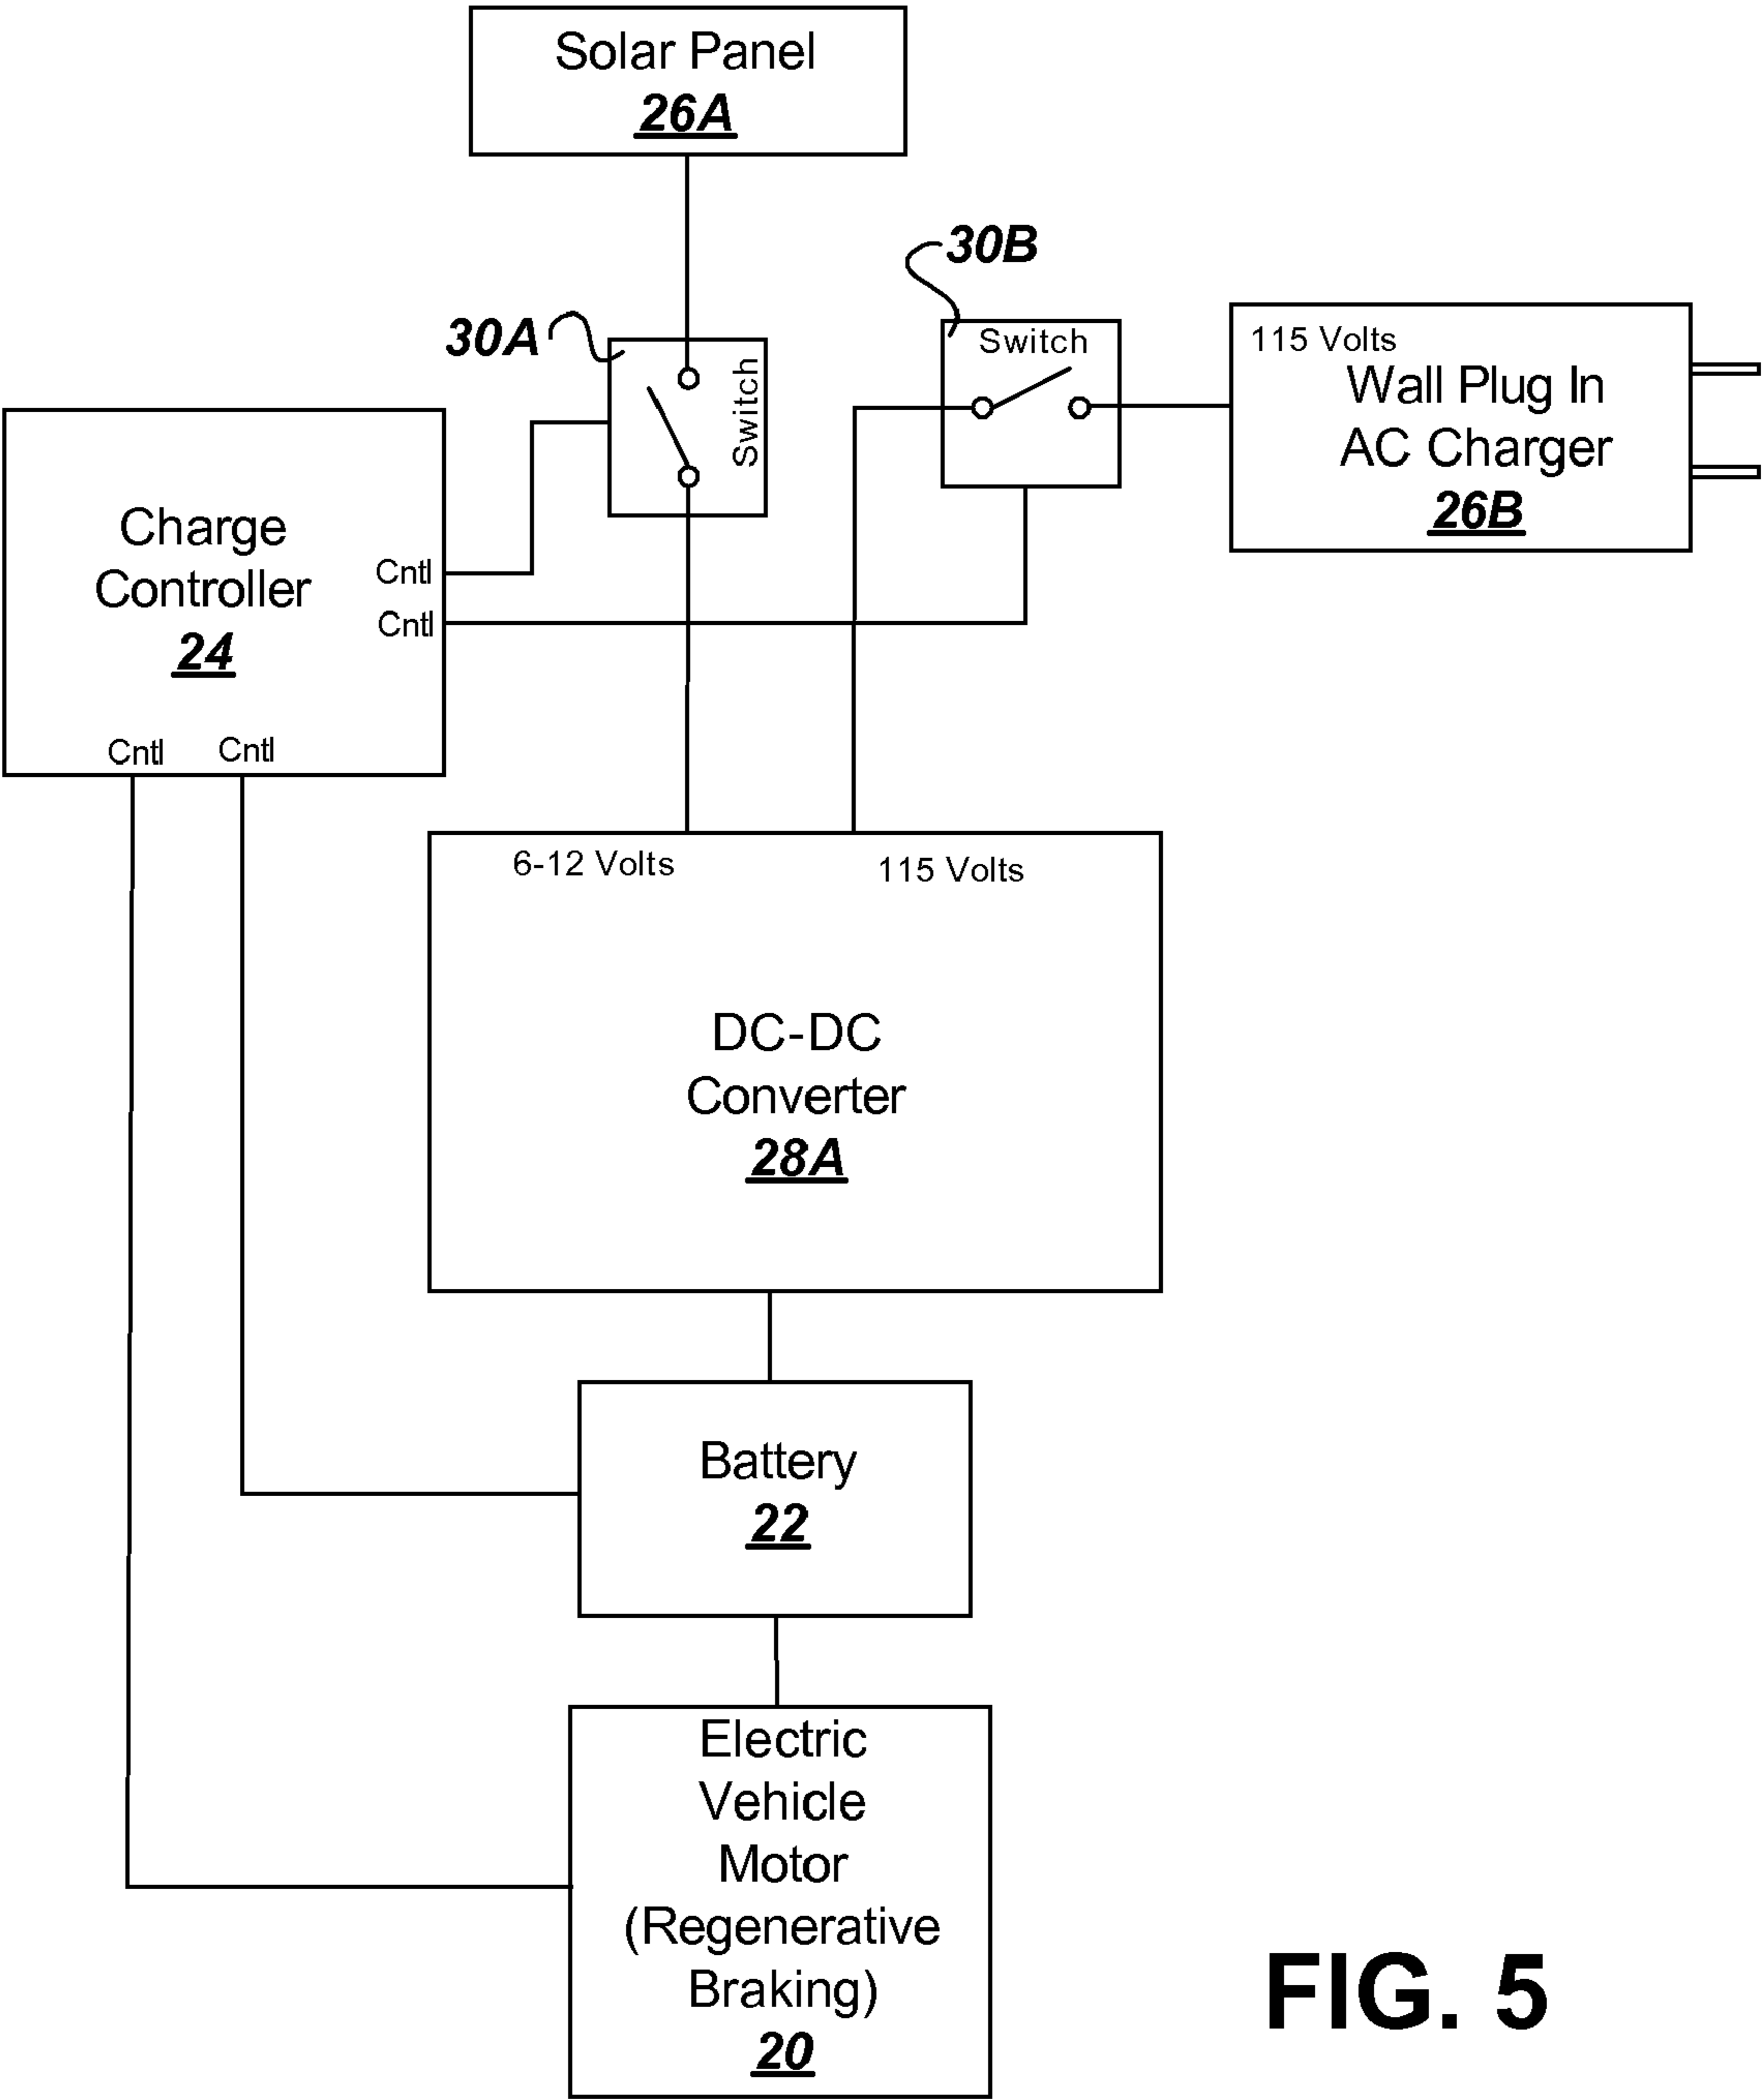 Solar Panel
26A
30B
30A
Switch
Switch
115 Volts
Wall Plug In
AC Charger
26B
Charge
Controller
24
Cntl
Cntl
Cntl
Cntl
6-12 Volts
115 Volts
DC-DC
Converter
28A
Battery
22
Electric
Vehicle
Motor
(Regenerative
Braking)
20
FIG. 5